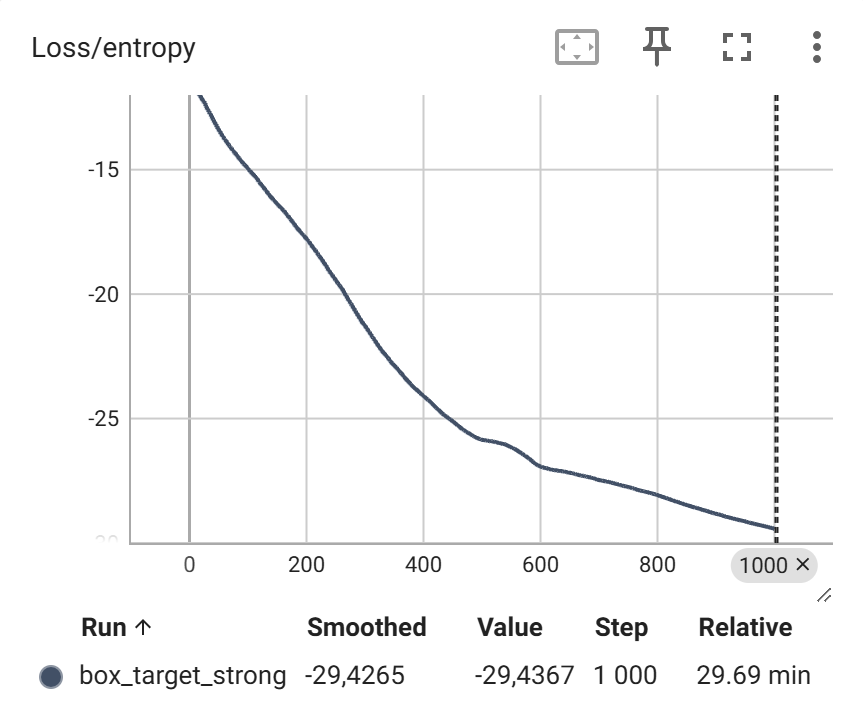 Loss/entropy
-15
-20
-25
0 200 400 600 800 1000 ×
Run ↑ Smoothed Value Step Relative
box_target_strong -29,4265 -29,4367 1 000 29.69 min